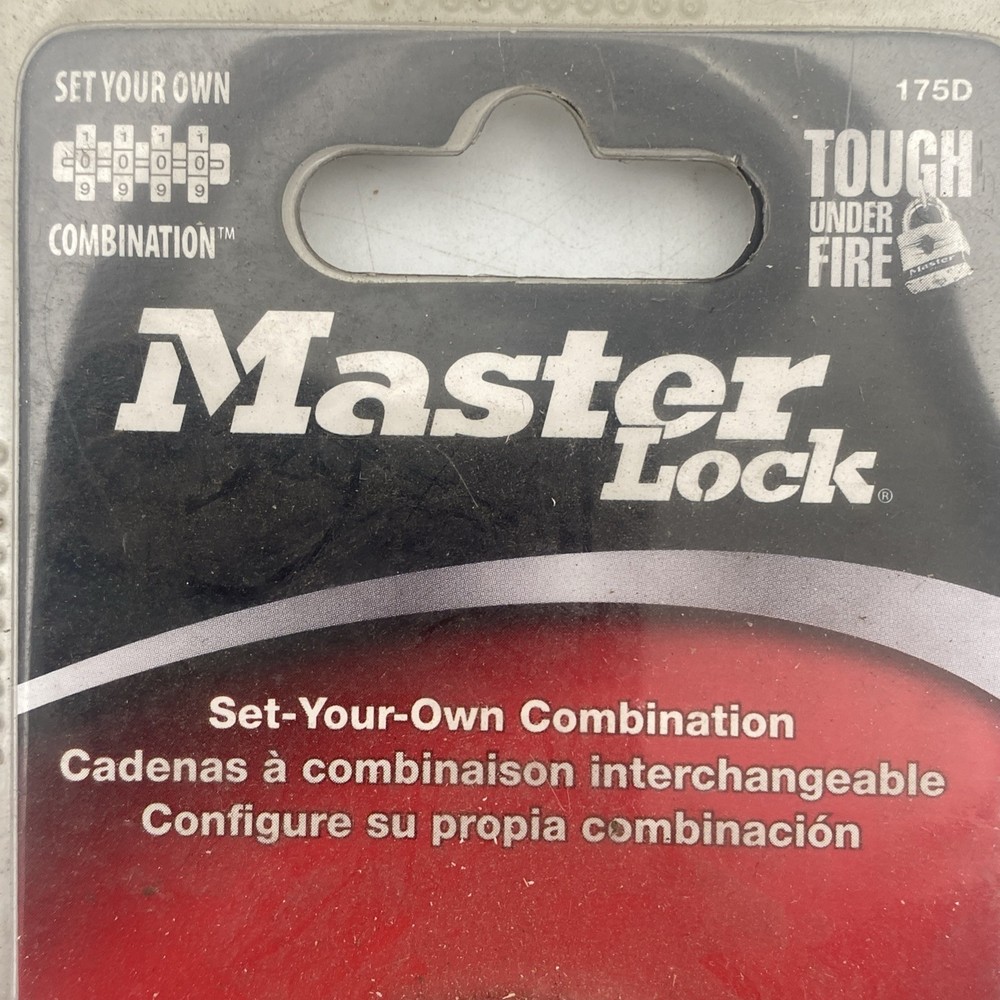 SET YOUR OWN
1 1 1 1
0 0 0 0
9 9 9 9
COMBINATION™
175D
TOUGH
UNDER
FIRE
Master
Master
Lock®
Set-Your-Own Combination
Cadenas à combinaison interchangeable
Configure su propia combinación